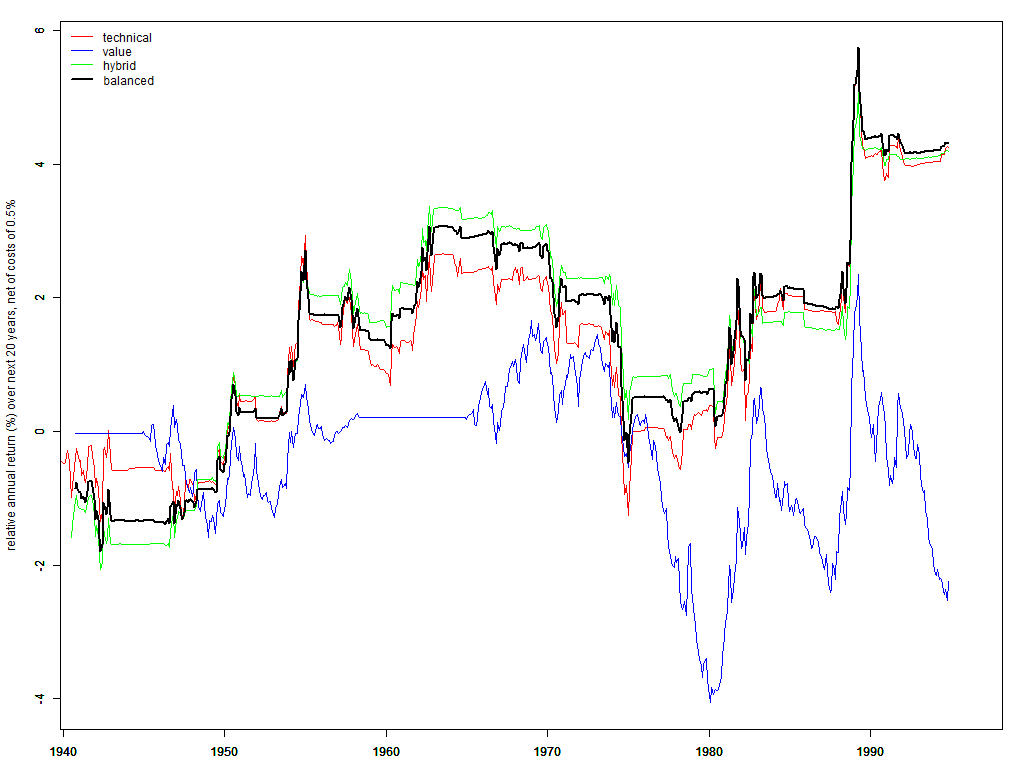 technical
value
hybrid
balanced
relative annual return (%) over next 20 years, net of costs of 0.5%
6
4
2
0
-2
-4
1940 1950 1960 1970 1980 1990